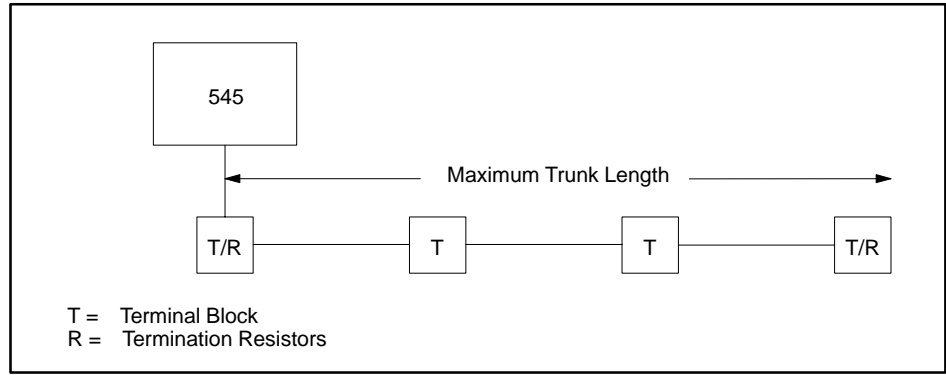 545
Maximum Trunk Length
T/R T T T/R
T = Terminal Block
R = Termination Resistors